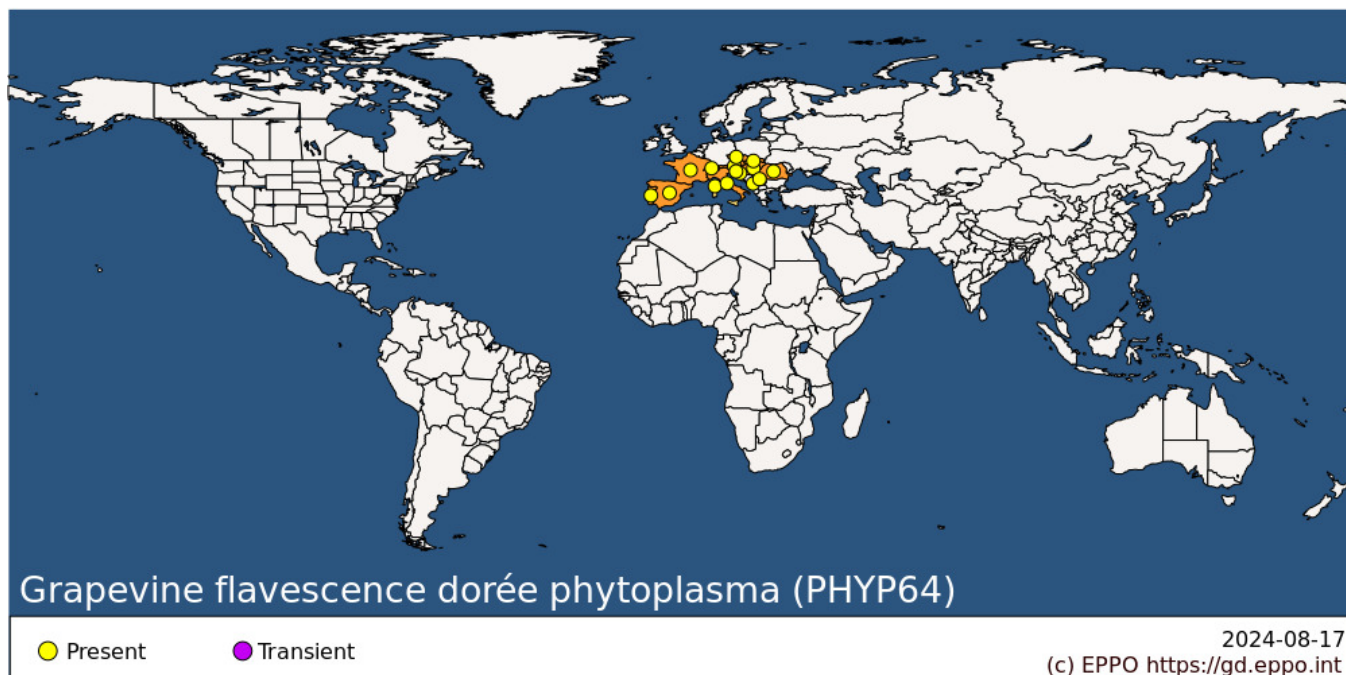 Grapevine flavescence dorée phytoplasma (PHYP64)
Present
Transient
2024-08-17
(c) EPPO https://gd.eppo.int